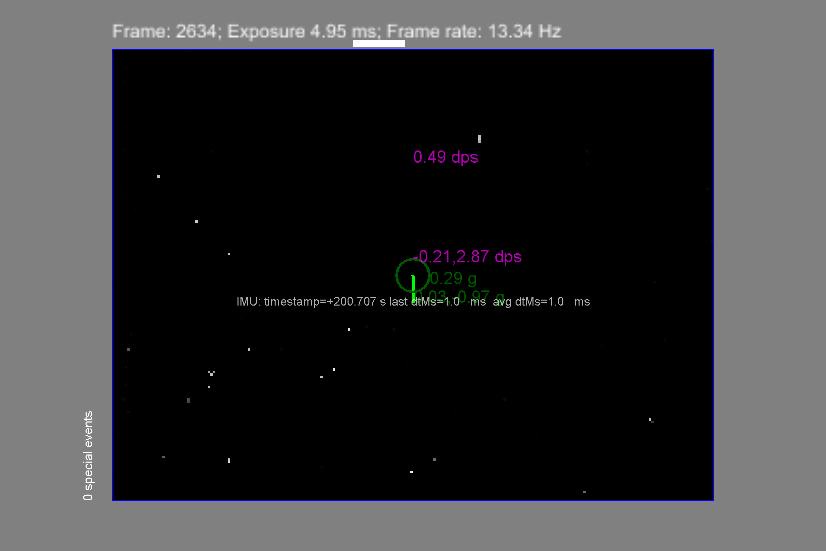 Frame: 2634; Exposure 4.95 ms; Frame rate: 13.34 Hz
0.49 dps
-0.21,2.87 dps
0.29 g
0.97 g
IMU: timestamp=+200.707 s last dtMs=1.0 ms avg dtMs=1.0 ms
0 special events